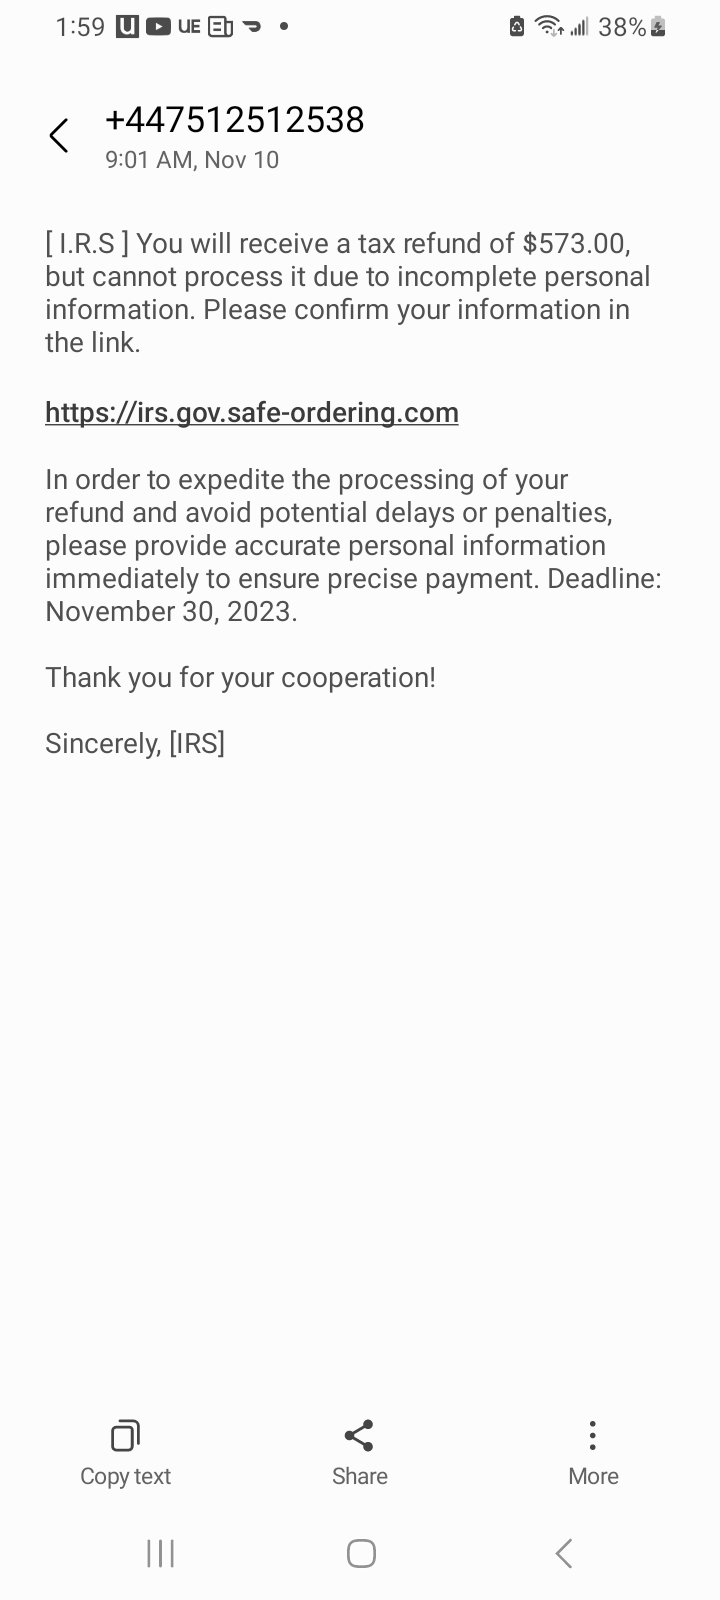 1:59 U UE 38%
+447512512538
9:01 AM, Nov 10
[ I.R.S ] You will receive a tax refund of $573.00,
but cannot process it due to incomplete personal
information. Please confirm your information in
the link.
https://irs.gov.safe-ordering.com
In order to expedite the processing of your
refund and avoid potential delays or penalties,
please provide accurate personal information
immediately to ensure precise payment. Deadline:
November 30, 2023.
Thank you for your cooperation!
Sincerely, [IRS]
Copy text Share More